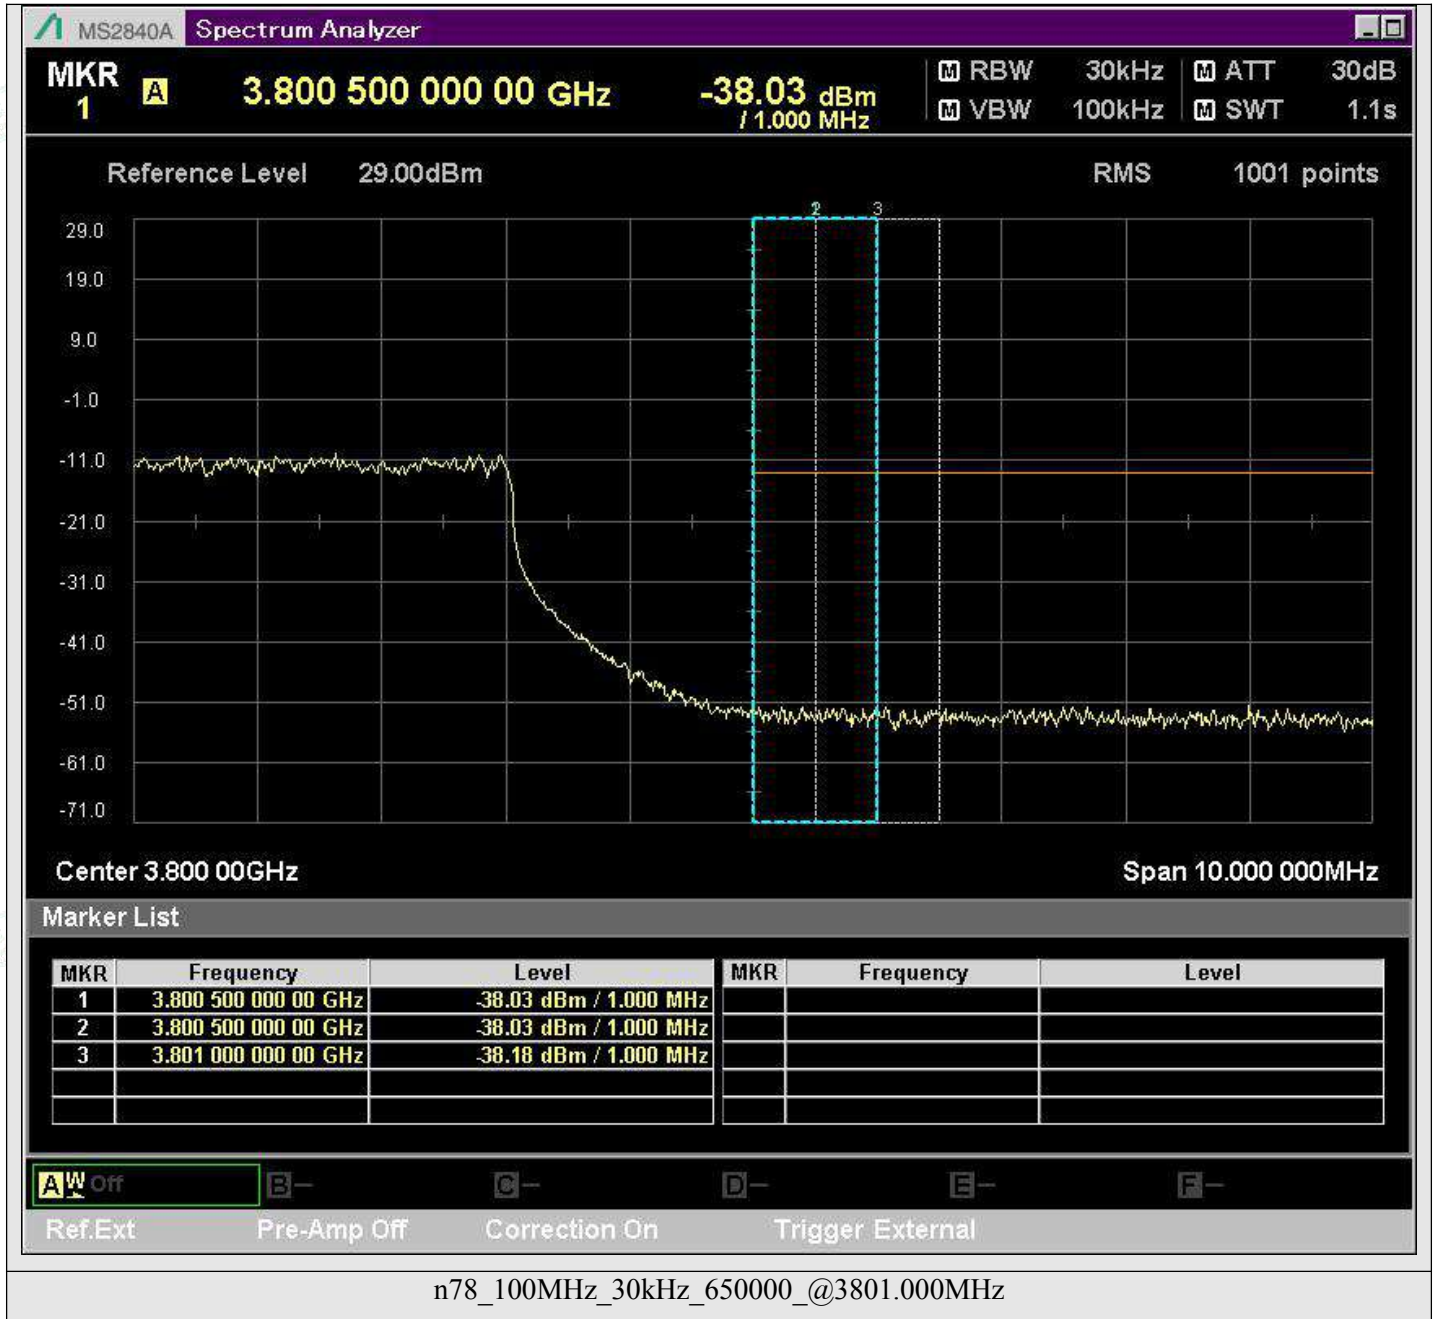 MS2840A Spectrum Analyzer
MKR 1 A 3.800 500 000 00 GHz -38.03 dBm / 1.000 MHz
M RBW 30kHz M ATT 30dB
M VBW 100kHz M SWT 1.1s
Reference Level 29.00dBm RMS 1001 points
2 3
29.0
19.0
9.0
-1.0
-11.0
-21.0
-31.0
-41.0
-51.0
-61.0
-71.0
Center 3.800 00GHz Span 10.000 000MHz
Marker List
MKR Frequency Level MKR Frequency Level
1 3.800 500 000 00 GHz -38.03 dBm / 1.000 MHz
2 3.800 500 000 00 GHz -38.03 dBm / 1.000 MHz
3 3.801 000 000 00 GHz -38.18 dBm / 1.000 MHz
A W Off B - C - D - E - F -
Ref.Ext Pre-Amp Off Correction On Trigger External
n78_100MHz_30kHz_650000_@3801.000MHz